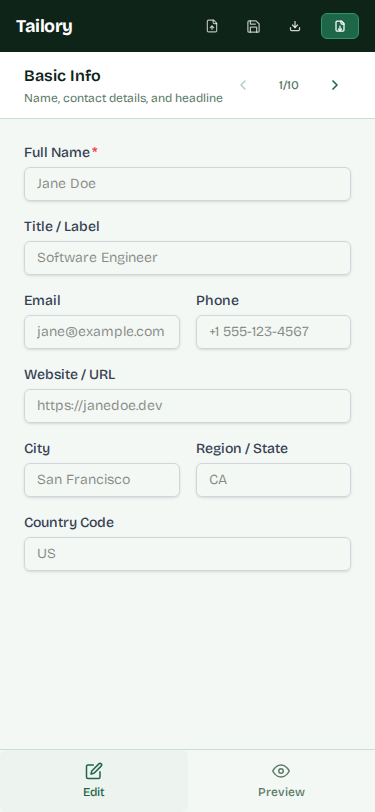 Tailory
Basic Info
Name, contact details, and headline
1/10
Full Name*
Jane Doe
Title / Label
Software Engineer
Email Phone
jane@example.com +1 555-123-4567
Website / URL
https://janedoe.dev
City Region / State
San Francisco CA
Country Code
US
Edit Preview